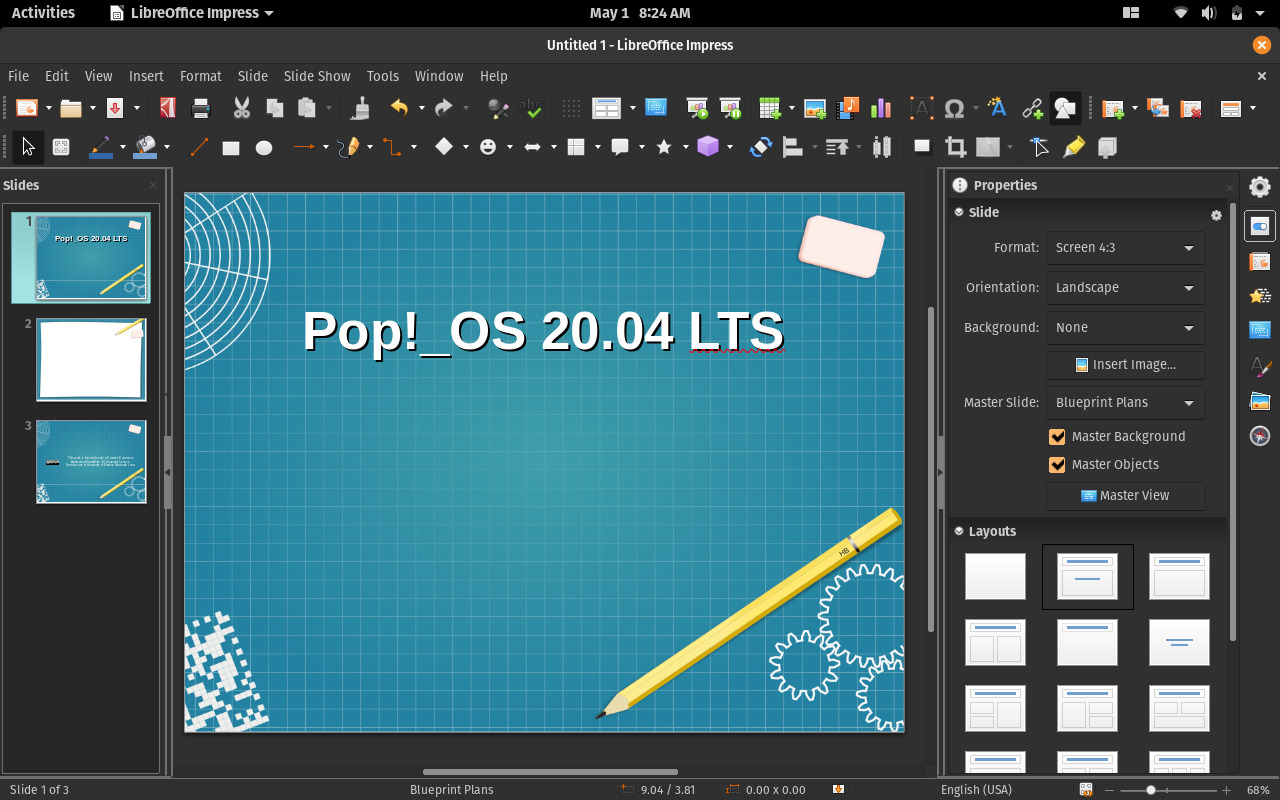 Activities LibreOffice Impress May 1 8:24 AM
Untitled 1 - LibreOffice Impress
File Edit View Insert Format Slide Slide Show Tools Window Help
Slides
1
Pop!_OS 20.04 LTS
2
3
Pop!_OS 20.04 LTS
HB
Properties
Slide
Format: Screen 4:3
Orientation: Landscape
Background: None
Insert Image...
Master Slide: Blueprint Plans
Master Background
Master Objects
Master View
Layouts
Slide 1 of 3 Blueprint Plans 9.04 / 3.81 0.00 x 0.00 English (USA) 68%